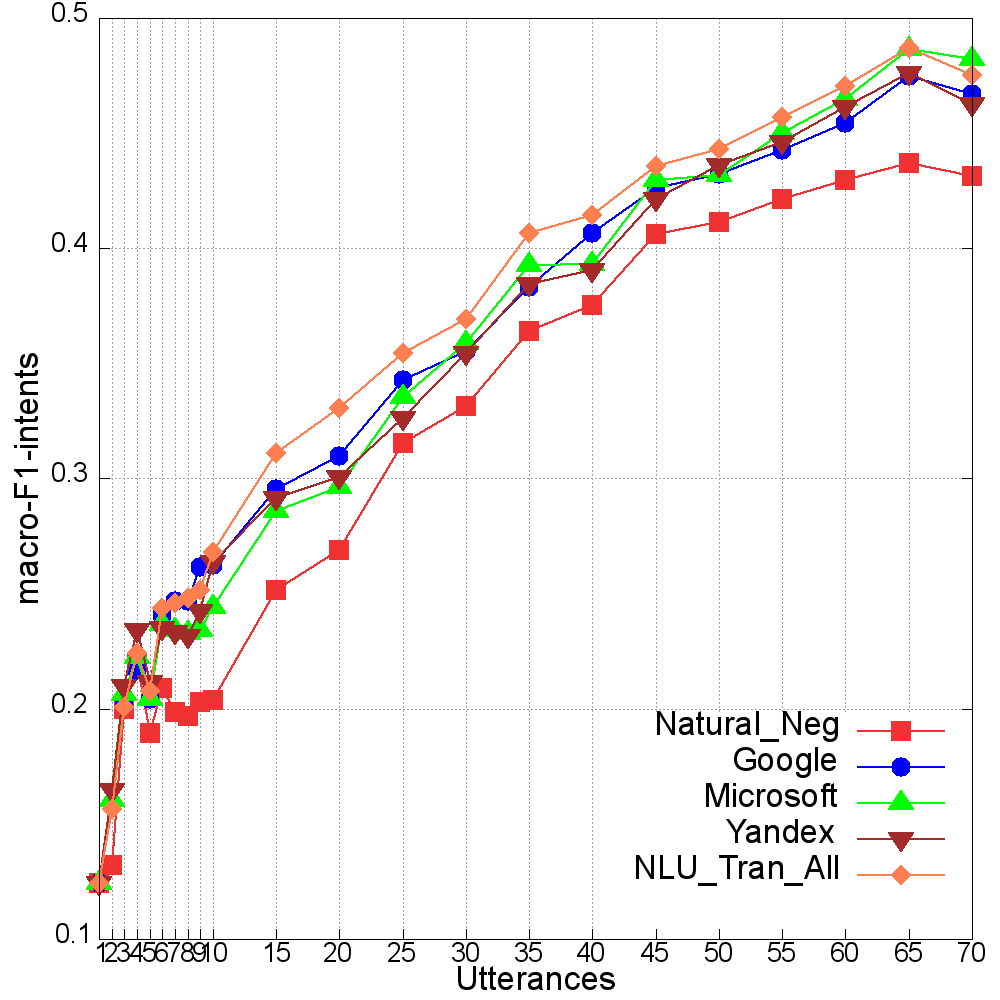 0.5
0.4
0.3
0.2
0.1
macro-F1-intents
Natural_Neg
Google
Microsoft
Yandex
NLU_Tran_All
1 2 3 4 5 6 7 8 9 10 15 20 25 30 35 40 45 50 55 60 65 70
Utterances